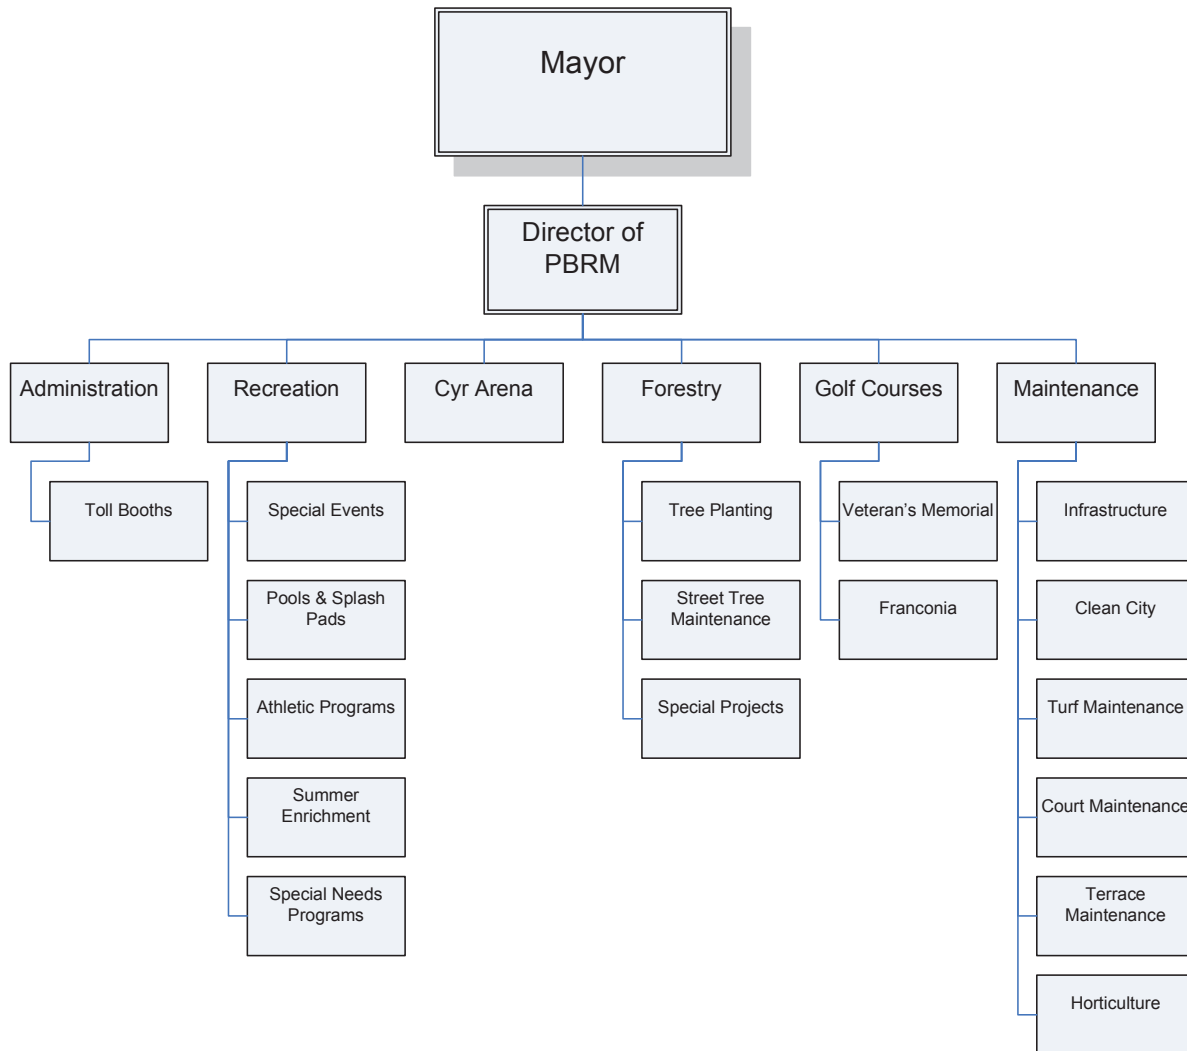 Mayor
Director of
PBRM
Administration
Recreation
Cyr Arena
Forestry
Golf Courses
Maintenance
Toll Booths
Special Events
Pools & Splash
Pads
Athletic Programs
Summer
Enrichment
Special Needs
Programs
Tree Planting
Street Tree
Maintenance
Special Projects
Veteran’s Memorial
Franconia
Infrastructure
Clean City
Turf Maintenance
Court Maintenance
Terrace
Maintenance
Horticulture